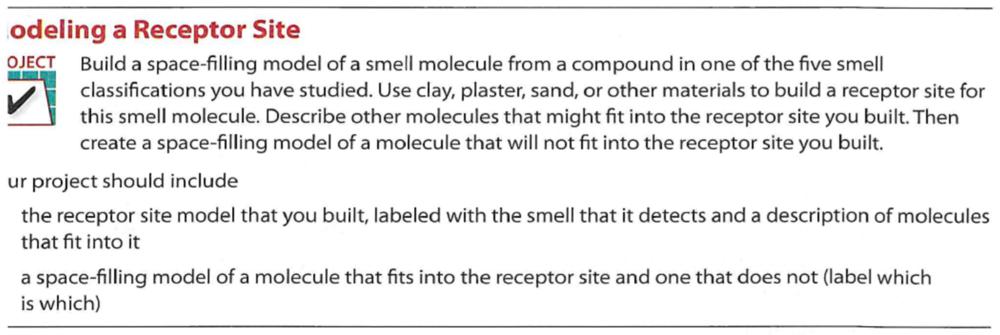 odeling a Receptor Site
OJECT
Build a space-filling model of a smell molecule from a compound in one of the five smell
classifications you have studied. Use clay, plaster, sand, or other materials to build a receptor site for
this smell molecule. Describe other molecules that might fit into the receptor site you built. Then
create a space-filling model of a molecule that will not fit into the receptor site you built.
ur project should include
the receptor site model that you built, labeled with the smell that it detects and a description of molecules
that fit into it
a space-filling model of a molecule that fits into the receptor site and one that does not (label which
is which)